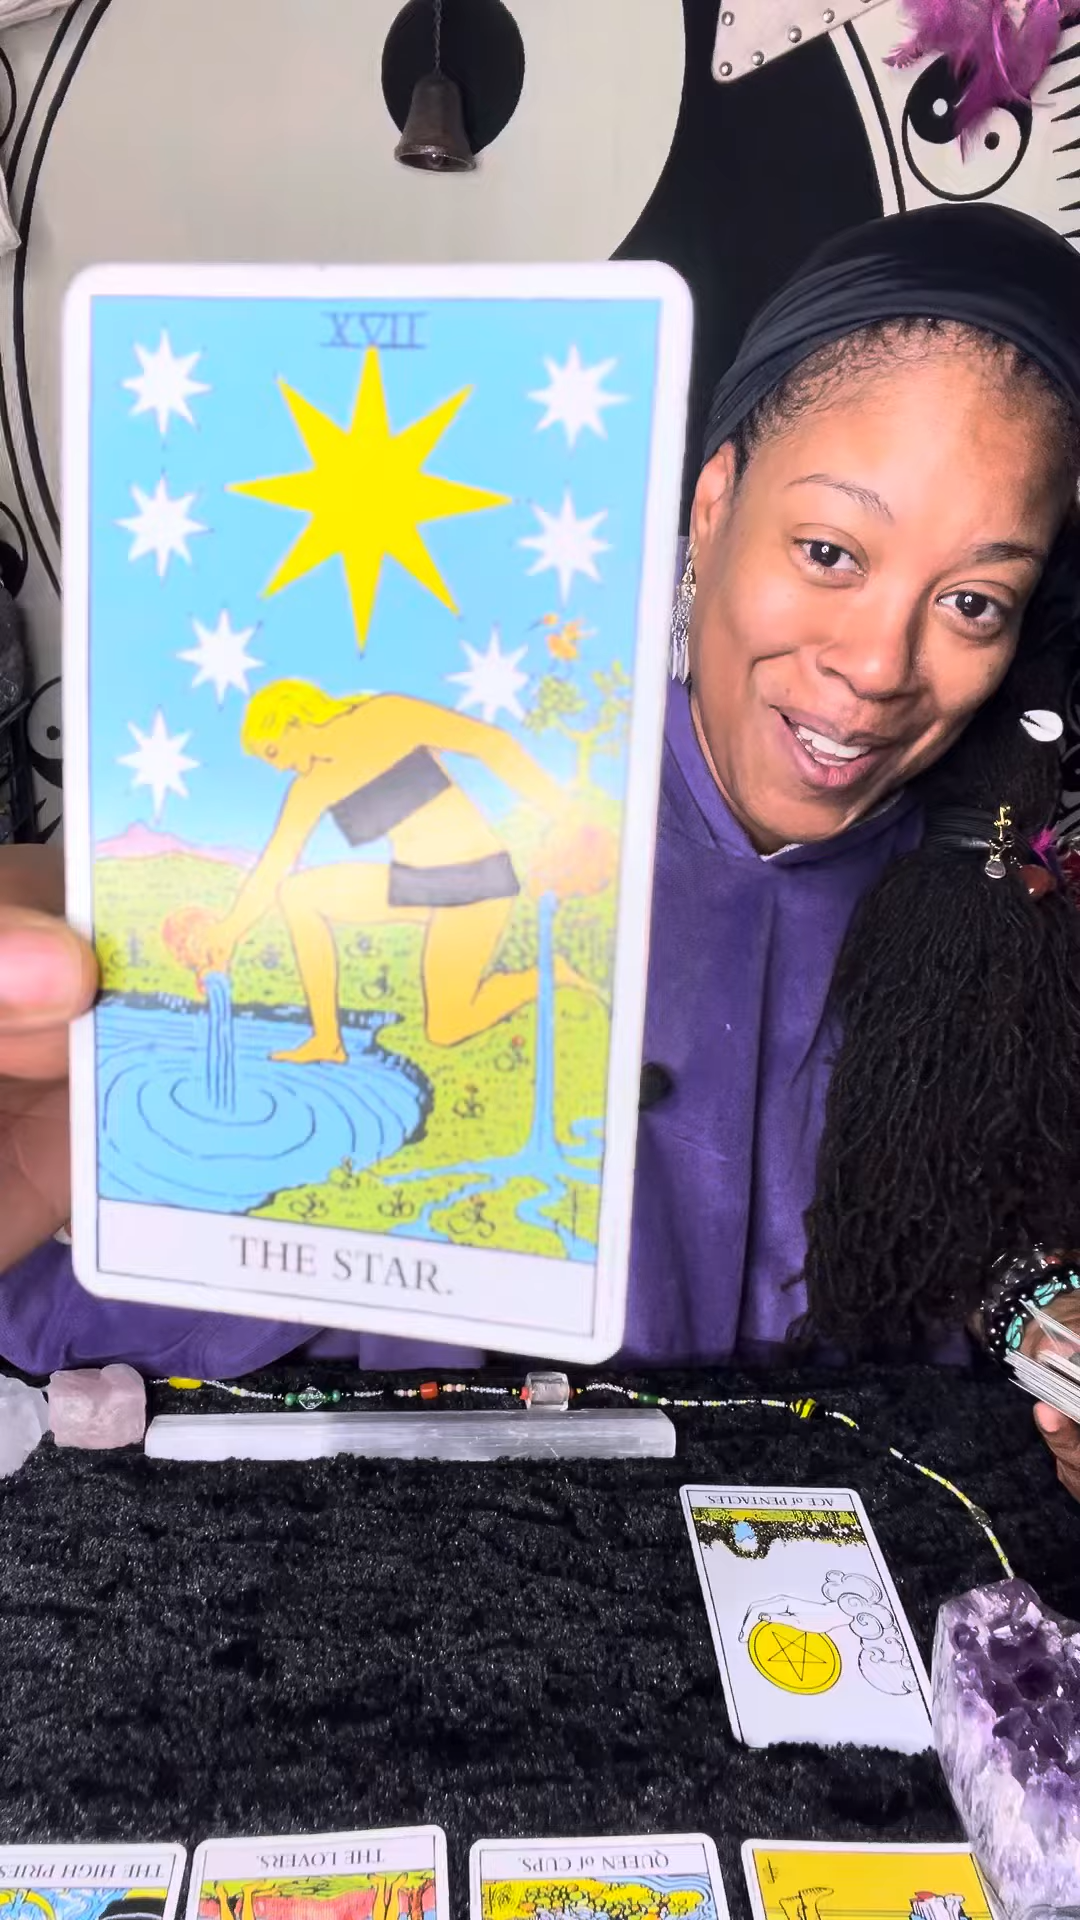 XVII
THE STAR.
ACE of PENTACLES.
THE LOVERS.
QUEEN of CUPS.
THE HIGH PRIES